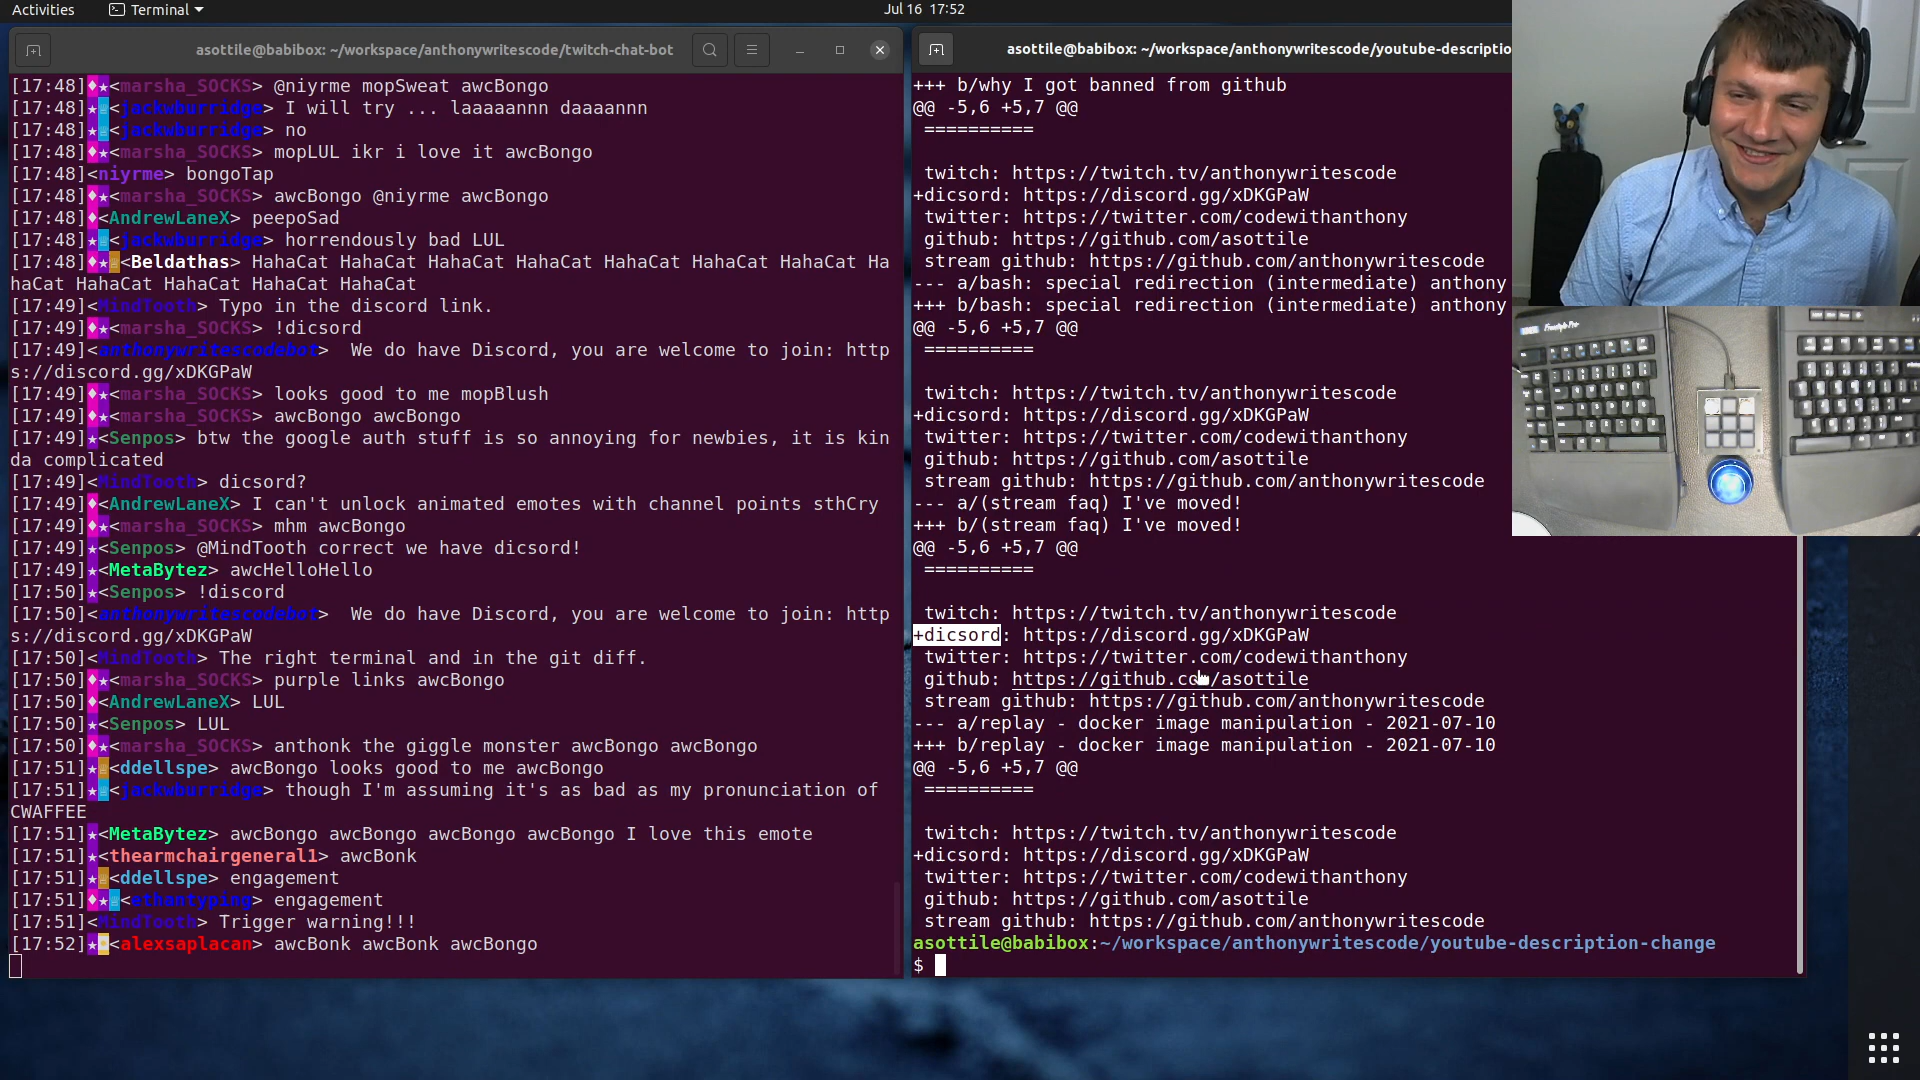 Activities
Terminal
Jul 16  17:52
asottile@babibox: ~/workspace/anthonywritescode/twitch-chat-bot
[17:48]<marsha_SOCKS> @niyrme mopSweat awcBongo
[17:48]<jackwburridge> I will try ... laaaaannn daaaannn
[17:48]<jackwburridge> no
[17:48]<marsha_SOCKS> mopLUL ikr i love it awcBongo
[17:48]<niyrme> bongoTap
[17:48]<marsha_SOCKS> awcBongo @niyrme awcBongo
[17:48]<AndrewLaneX> peepoSad
[17:48]<jackwburridge> horrendously bad LUL
[17:48]<Beldathas> HahaCat HahaCat HahaCat HahaCat HahaCat HahaCat HahaCat Ha
haCat HahaCat HahaCat HahaCat HahaCat
[17:49]<MindTooth> Typo in the discord link.
[17:49]<marsha_SOCKS> !dicsord
[17:49]<anthonywritescodebot>  We do have Discord, you are welcome to join: http
s://discord.gg/xDKGPaW
[17:49]<marsha_SOCKS> looks good to me mopBlush
[17:49]<marsha_SOCKS> awcBongo awcBongo
[17:49]<Senpos> btw the google auth stuff is so annoying for newbies, it is kin
da complicated
[17:49]<MindTooth> dicsord?
[17:49]<AndrewLaneX> I can't unlock animated emotes with channel points sthCry
[17:49]<marsha_SOCKS> mhm awcBongo
[17:49]<Senpos> @MindTooth correct we have dicsord!
[17:49]<MetaBytez> awcHelloHello
[17:50]<Senpos> !discord
[17:50]<anthonywritescodebot>  We do have Discord, you are welcome to join: http
s://discord.gg/xDKGPaW
[17:50]<MindTooth> The right terminal and in the git diff.
[17:50]<marsha_SOCKS> purple links awcBongo
[17:50]<AndrewLaneX> LUL
[17:50]<Senpos> LUL
[17:50]<marsha_SOCKS> anthonk the giggle monster awcBongo awcBongo
[17:51]<ddellspe> awcBongo looks good to me awcBongo
[17:51]<jackwburridge> though I'm assuming it's as bad as my pronunciation of
CWAFFEE
[17:51]<MetaBytez> awcBongo awcBongo awcBongo awcBongo I love this emote
[17:51]<thearmchairgeneral1> awcBonk
[17:51]<ddellspe> engagement
[17:51]<ethantyping> engagement
[17:51]<MindTooth> Trigger warning!!!
[17:52]<alexsaplacan> awcBonk awcBonk awcBongo
asottile@babibox: ~/workspace/anthonywritescode/youtube-descriptio
+++ b/why I got banned from github
@@ -5,6 +5,7 @@
==========
twitch: https://twitch.tv/anthonywritescode
+dicsord: https://discord.gg/xDKGPaW
twitter: https://twitter.com/codewithanthony
github: https://github.com/asottile
stream github: https://github.com/anthonywritescode
--- a/bash: special redirection (intermediate) anthony
+++ b/bash: special redirection (intermediate) anthony
@@ -5,6 +5,7 @@
==========
twitch: https://twitch.tv/anthonywritescode
+dicsord: https://discord.gg/xDKGPaW
twitter: https://twitter.com/codewithanthony
github: https://github.com/asottile
stream github: https://github.com/anthonywritescode
--- a/(stream faq) I've moved!
+++ b/(stream faq) I've moved!
@@ -5,6 +5,7 @@
==========
twitch: https://twitch.tv/anthonywritescode
+dicsord: https://discord.gg/xDKGPaW
twitter: https://twitter.com/codewithanthony
github: https://github.com/asottile
stream github: https://github.com/anthonywritescode
--- a/replay - docker image manipulation - 2021-07-10
+++ b/replay - docker image manipulation - 2021-07-10
@@ -5,6 +5,7 @@
==========
twitch: https://twitch.tv/anthonywritescode
+dicsord: https://discord.gg/xDKGPaW
twitter: https://twitter.com/codewithanthony
github: https://github.com/asottile
stream github: https://github.com/anthonywritescode
asottile@babibox:~/workspace/anthonywritescode/youtube-description-change
$
Freestyle Pro